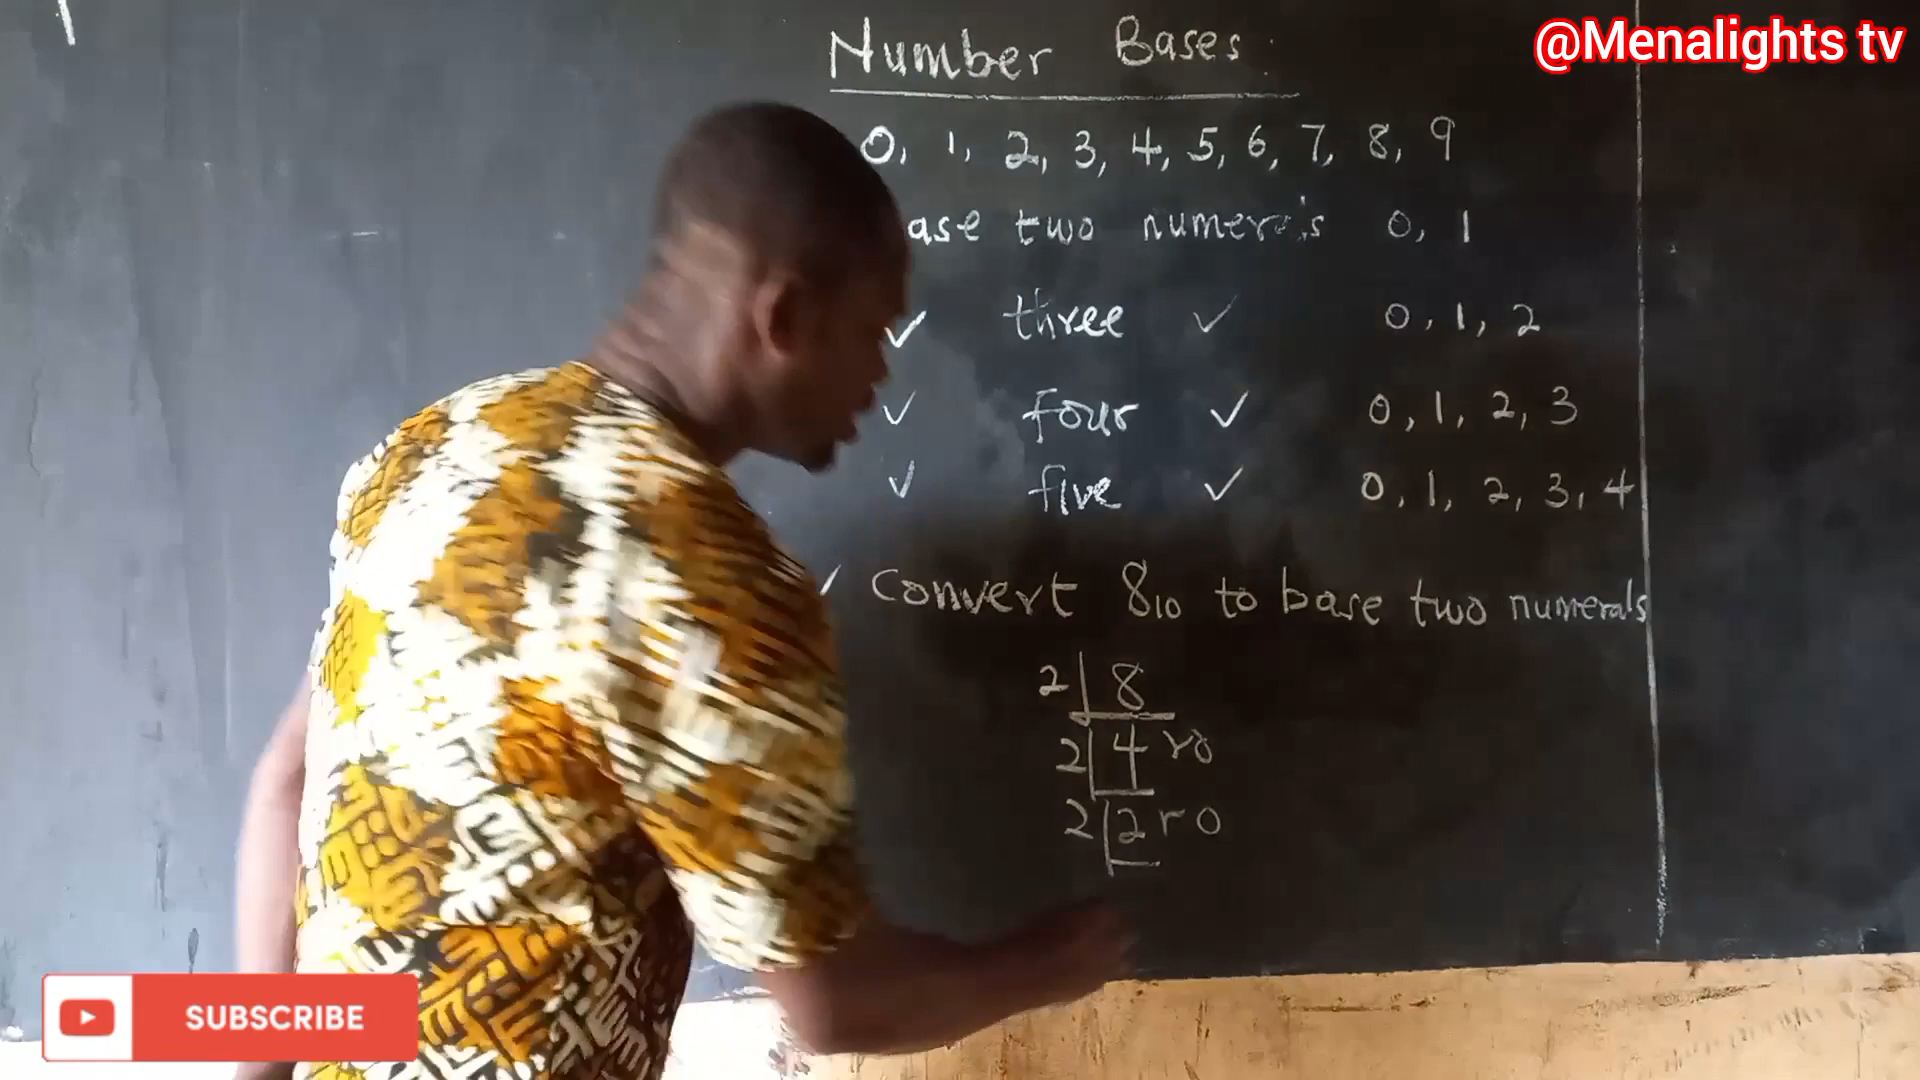 @Menalights tv
Number Bases:
0, 1, 2, 3, 4, 5, 6, 7, 8, 9
ase two numerals 0, 1
✓ three ✓ 0, 1, 2
✓ four ✓ 0, 1, 2, 3
✓ five ✓ 0, 1, 2, 3, 4
✓ Convert 8₁₀ to base two numerals
2 | 8
2 | 4 r 0
2 | 2 r 0
SUBSCRIBE